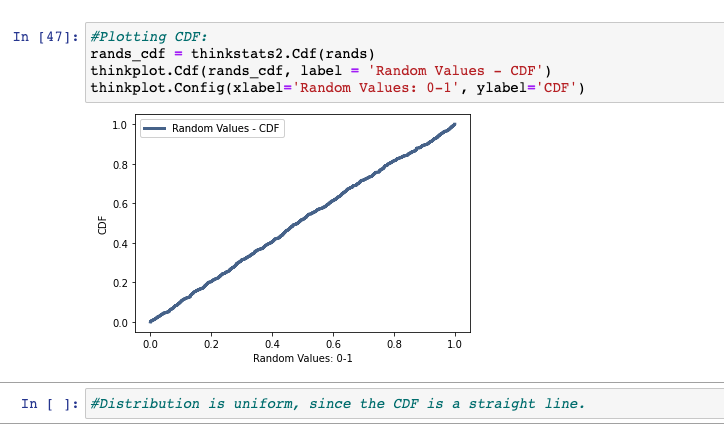 In [47]: #Plotting CDF:
rands_cdf = thinkstats2.Cdf(rands)
thinkplot.Cdf(rands_cdf, label = 'Random Values - CDF')
thinkplot.Config(xlabel='Random Values: 0-1', ylabel='CDF')
Random Values - CDF
1.0
0.8
0.6
0.4
0.2
0.0
CDF
0.0 0.2 0.4 0.6 0.8 1.0
Random Values: 0-1
In [ ]: #Distribution is uniform, since the CDF is a straight line.